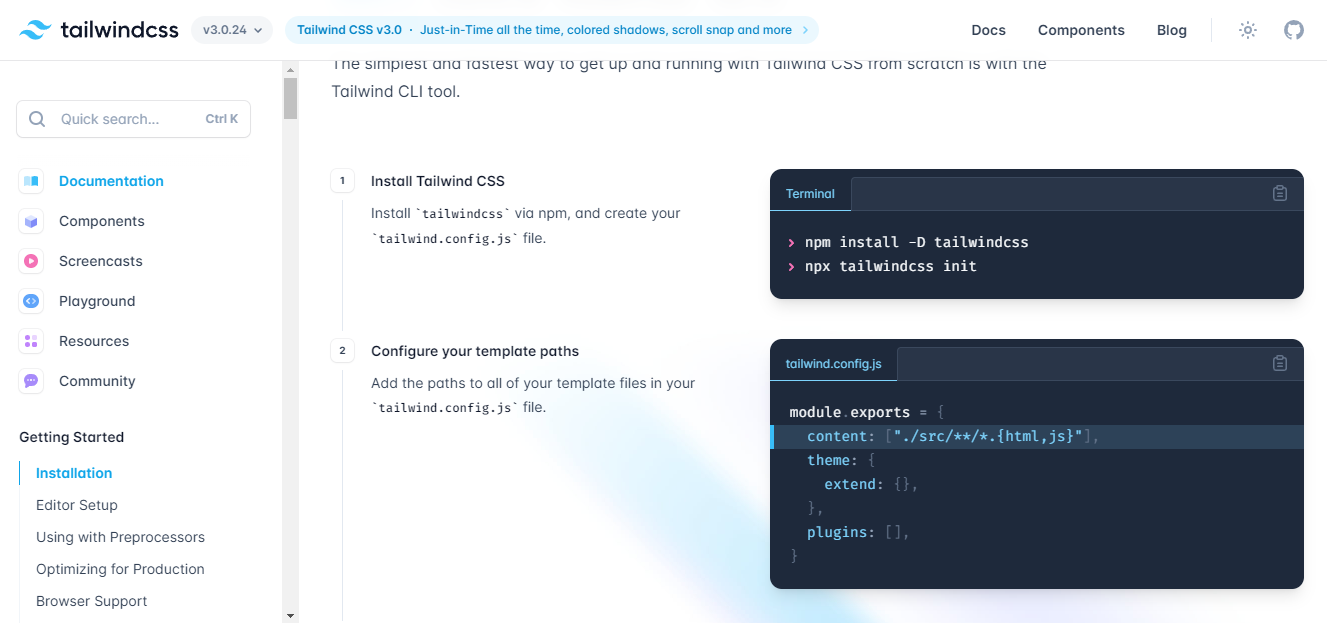 tailwindcss
v3.0.24
Tailwind CSS v3.0 · Just-in-Time all the time, colored shadows, scroll snap and more
Docs
Components
Blog
Quick search...
Ctrl K
Documentation
Components
Screencasts
Playground
Resources
Community
Getting Started
Installation
Editor Setup
Using with Preprocessors
Optimizing for Production
Browser Support
The simplest and fastest way to get up and running with Tailwind CSS from scratch is with the
Tailwind CLI tool.
1
Install Tailwind CSS
Install `tailwindcss` via npm, and create your
`tailwind.config.js` file.
Terminal
> npm install -D tailwindcss
> npx tailwindcss init
2
Configure your template paths
Add the paths to all of your template files in your
`tailwind.config.js` file.
tailwind.config.js
module.exports = {
  content: ["./src/**/*.{html,js}"],
  theme: {
    extend: {},
  },
  plugins: [],
}